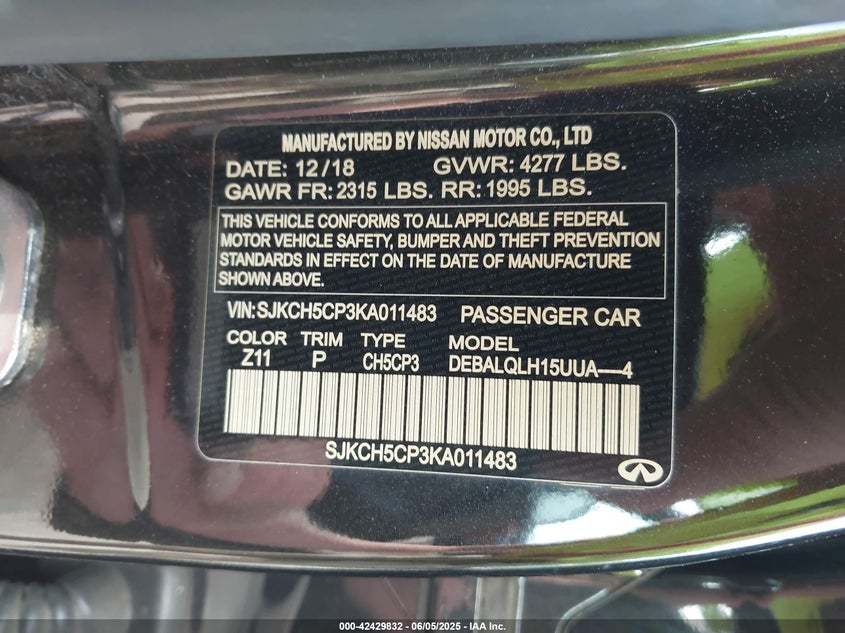 MANUFACTURED BY NISSAN MOTOR CO., LTD
DATE: 12/18 GVWR: 4277 LBS.
GAWR FR: 2315 LBS. RR: 1995 LBS.
THIS VEHICLE CONFORMS TO ALL APPLICABLE FEDERAL
MOTOR VEHICLE SAFETY, BUMPER AND THEFT PREVENTION
STANDARDS IN EFFECT ON THE DATE OF MANUFACTURE
SHOWN ABOVE.
VIN:SJKCH5CP3KA011483 PASSENGER CAR
COLOR TRIM TYPE MODEL
Z11 P CH5CP3 DEBALQLH15UUA----4
SJKCH5CP3KA011483
000-42429832 - 06/05/2025 - IAA Inc.